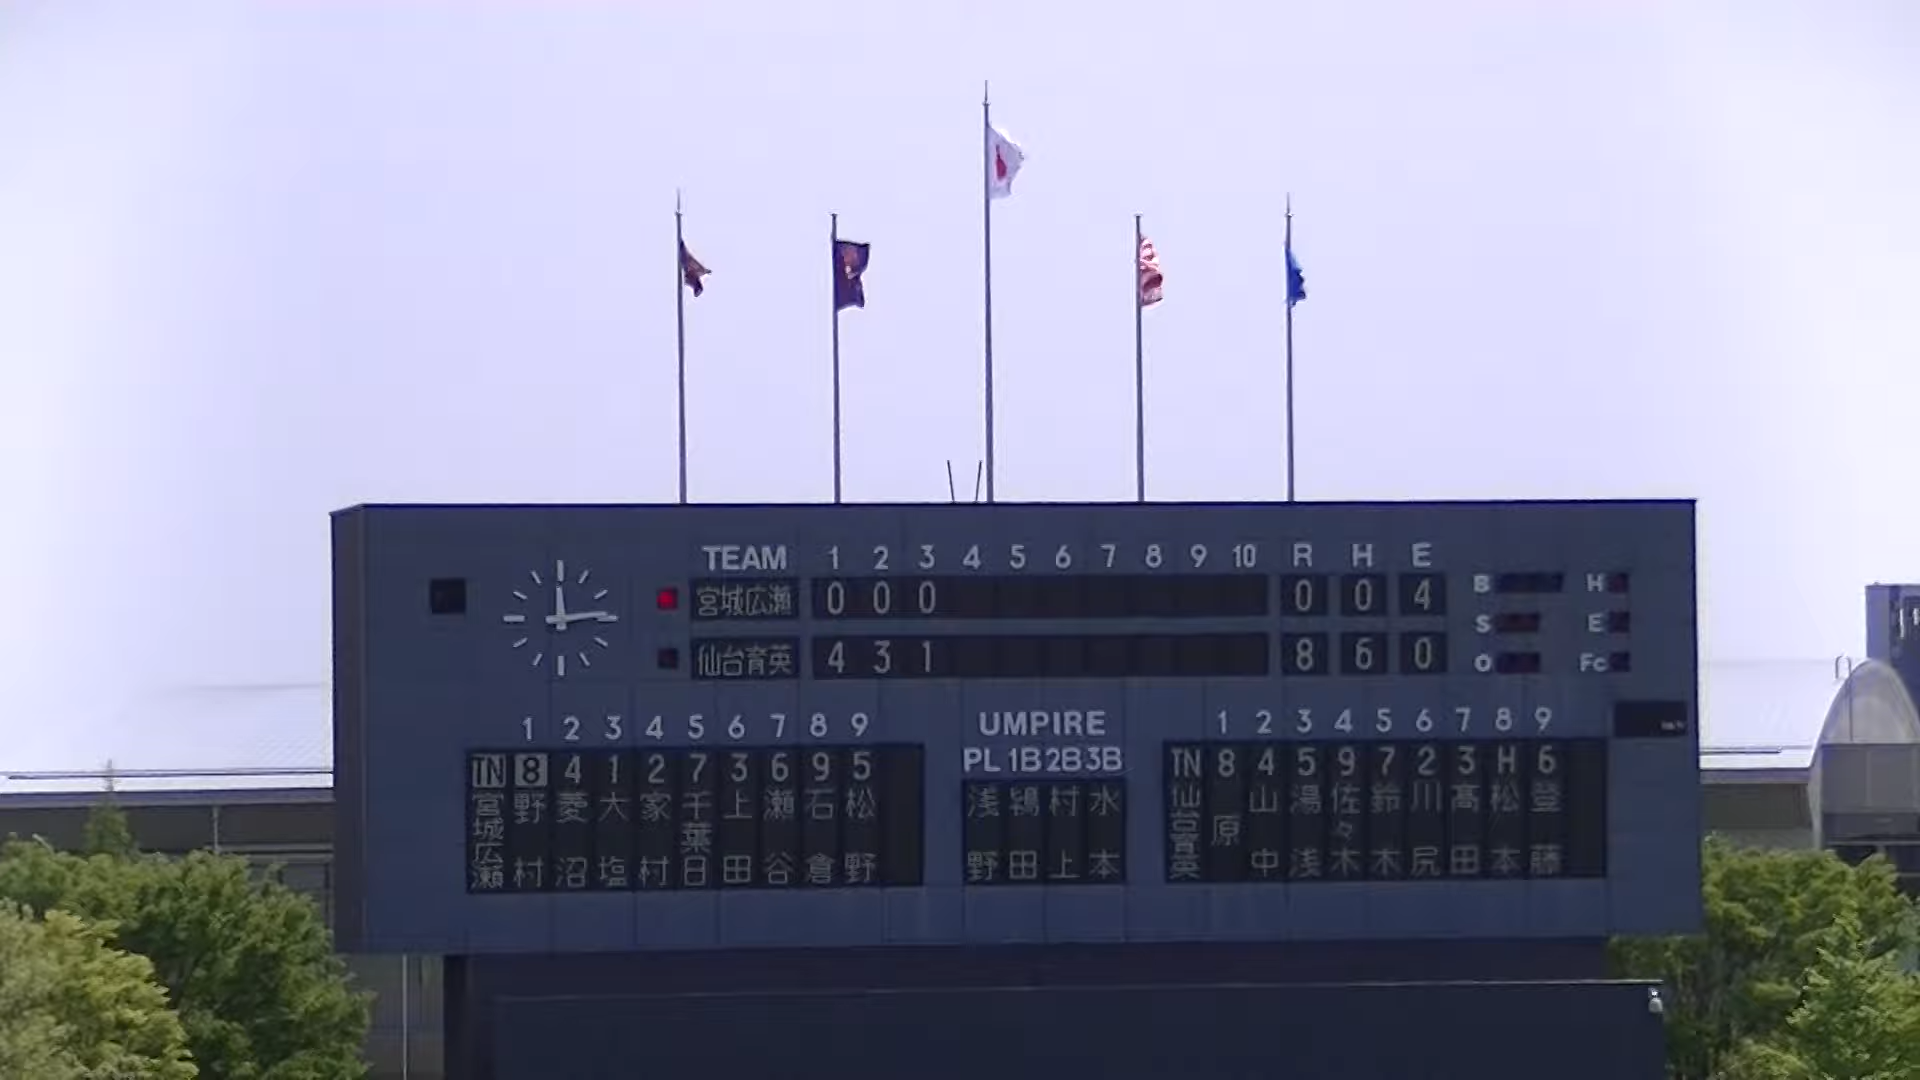 TEAM 1 2 3 4 5 6 7 8 9 10 R H E
宮城広瀬 0 0 0 0 0 4
仙台育英 4 3 1 8 6 0
B H
S E
O Fc
1 2 3 4 5 6 7 8 9
TN 8 4 1 2 7 3 6 9 5
宮城広瀬 野村 菱沼 大塩 家村 千葉日 上田 瀬谷 石倉 松野
UMPIRE
PL 1B 2B 3B
浅野 鴇田 村上 水本
1 2 3 4 5 6 7 8 9
TN 8 4 5 9 7 2 3 H 6
仙台育英 原 山中 湯浅 佐々木 鈴木 川尻 髙田 松本 登藤